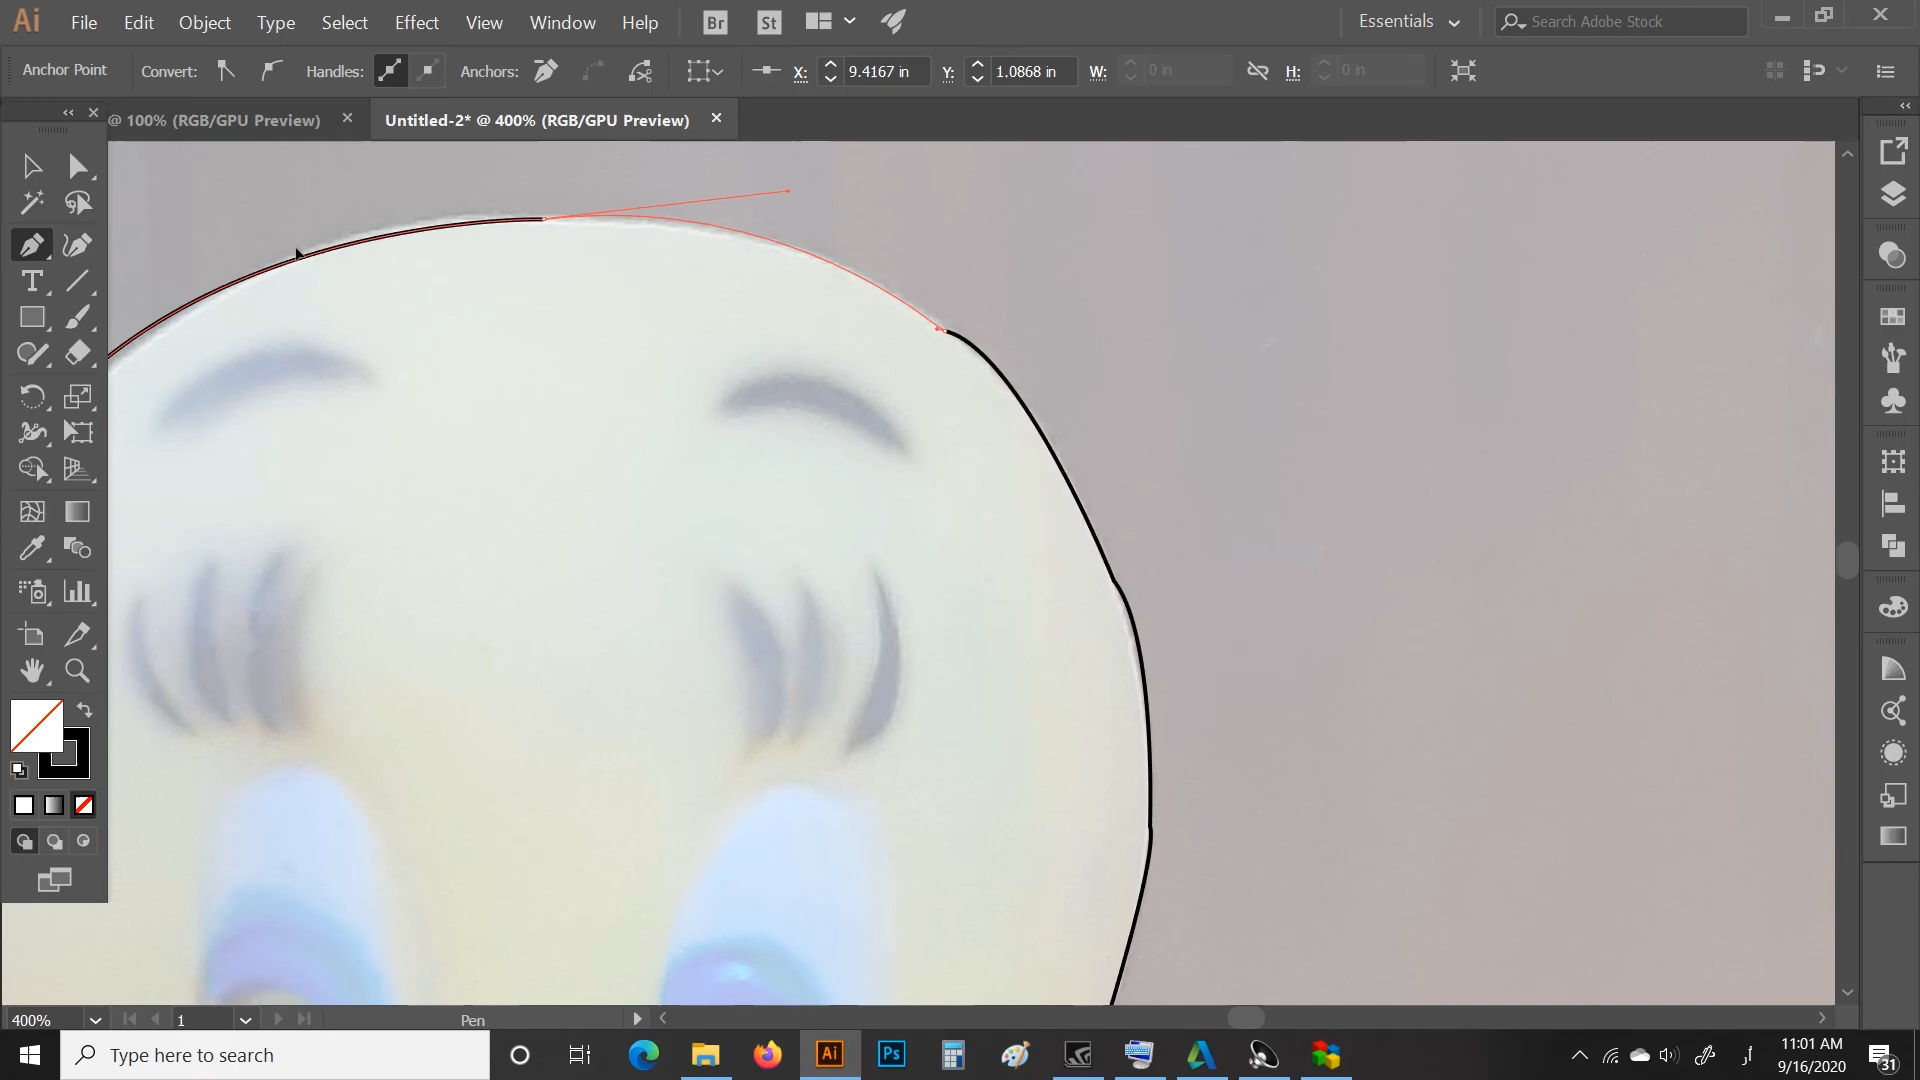 Ai File Edit Object Type Select Effect View Window Help Br St Essentials Search Adobe Stock
Anchor Point Convert: Handles: Anchors: X: 9.4167 in Y: 1.0868 in W: 0 in H: 0 in
@ 100% (RGB/GPU Preview) Untitled-2* @ 400% (RGB/GPU Preview)
400% 1 Pen
Type here to search Ai Ps أر 11:01 AM
9/16/2020 31